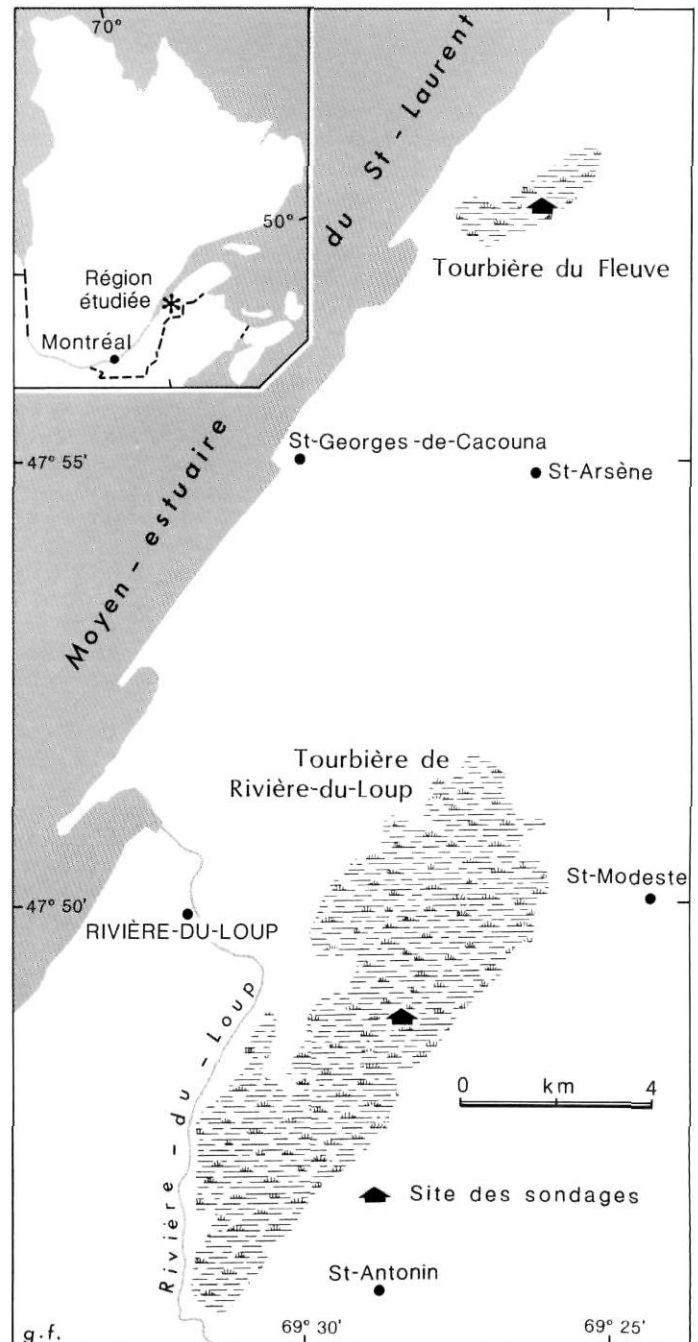 70°
50°
Région
étudiée
Montréal
du St-Laurent
Tourbière du Fleuve
47° 55'
St-Georges-de-Cacouna
St-Arsène
Moyen-estuaire
Tourbière de
Rivière-du-Loup
St-Modeste
47° 50'
RIVIÈRE-DU-LOUP
Rivière-du-Loup
0 km 4
Site des sondages
St-Antonin
g.f.
69° 30'
69° 25'